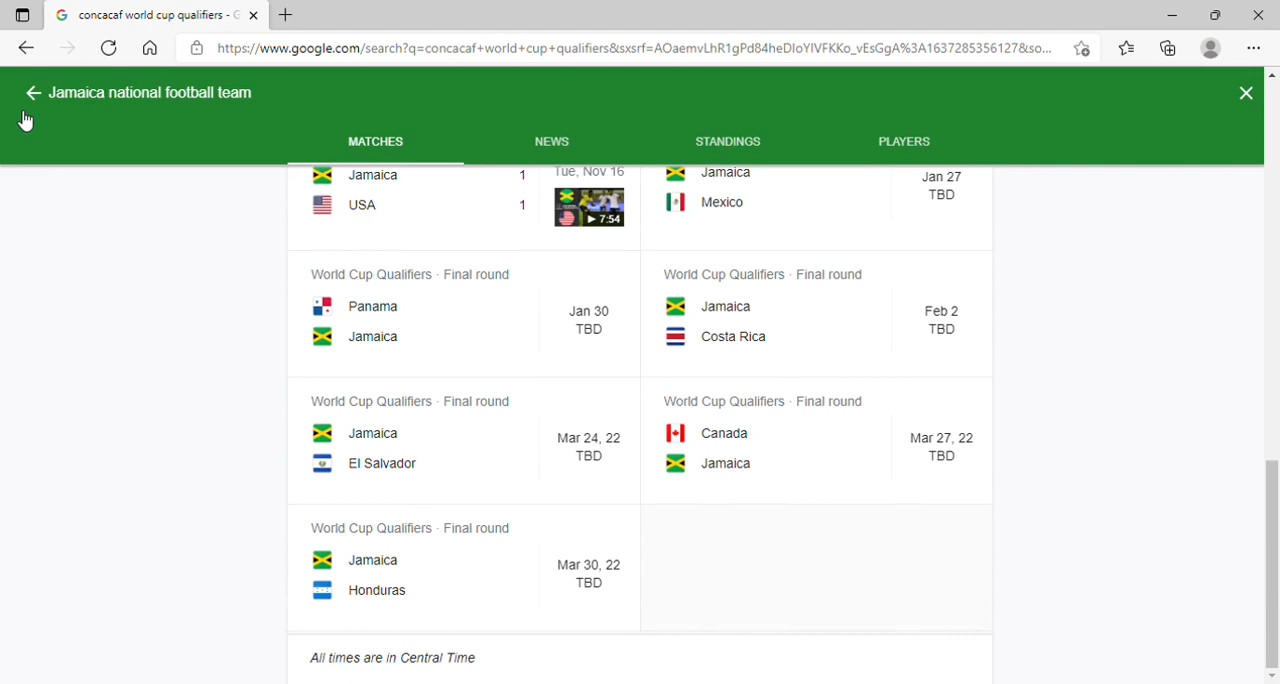 concacaf world cup qualifiers - G
https://www.google.com/search?q=concacaf+world+cup+qualifiers&sxsrf=AOaemvLhR1gPd84heDIoYIVFKKo_vEsGgA%3A1637285356127&so...
Jamaica national football team
MATCHES NEWS STANDINGS PLAYERS
Jamaica 1
USA 1
Tue, Nov 16
7:54
Jamaica
Mexico
Jan 27
TBD
World Cup Qualifiers · Final round
Panama
Jamaica
Jan 30
TBD
World Cup Qualifiers · Final round
Jamaica
Costa Rica
Feb 2
TBD
World Cup Qualifiers · Final round
Jamaica
El Salvador
Mar 24, 22
TBD
World Cup Qualifiers · Final round
Canada
Jamaica
Mar 27, 22
TBD
World Cup Qualifiers · Final round
Jamaica
Honduras
Mar 30, 22
TBD
All times are in Central Time